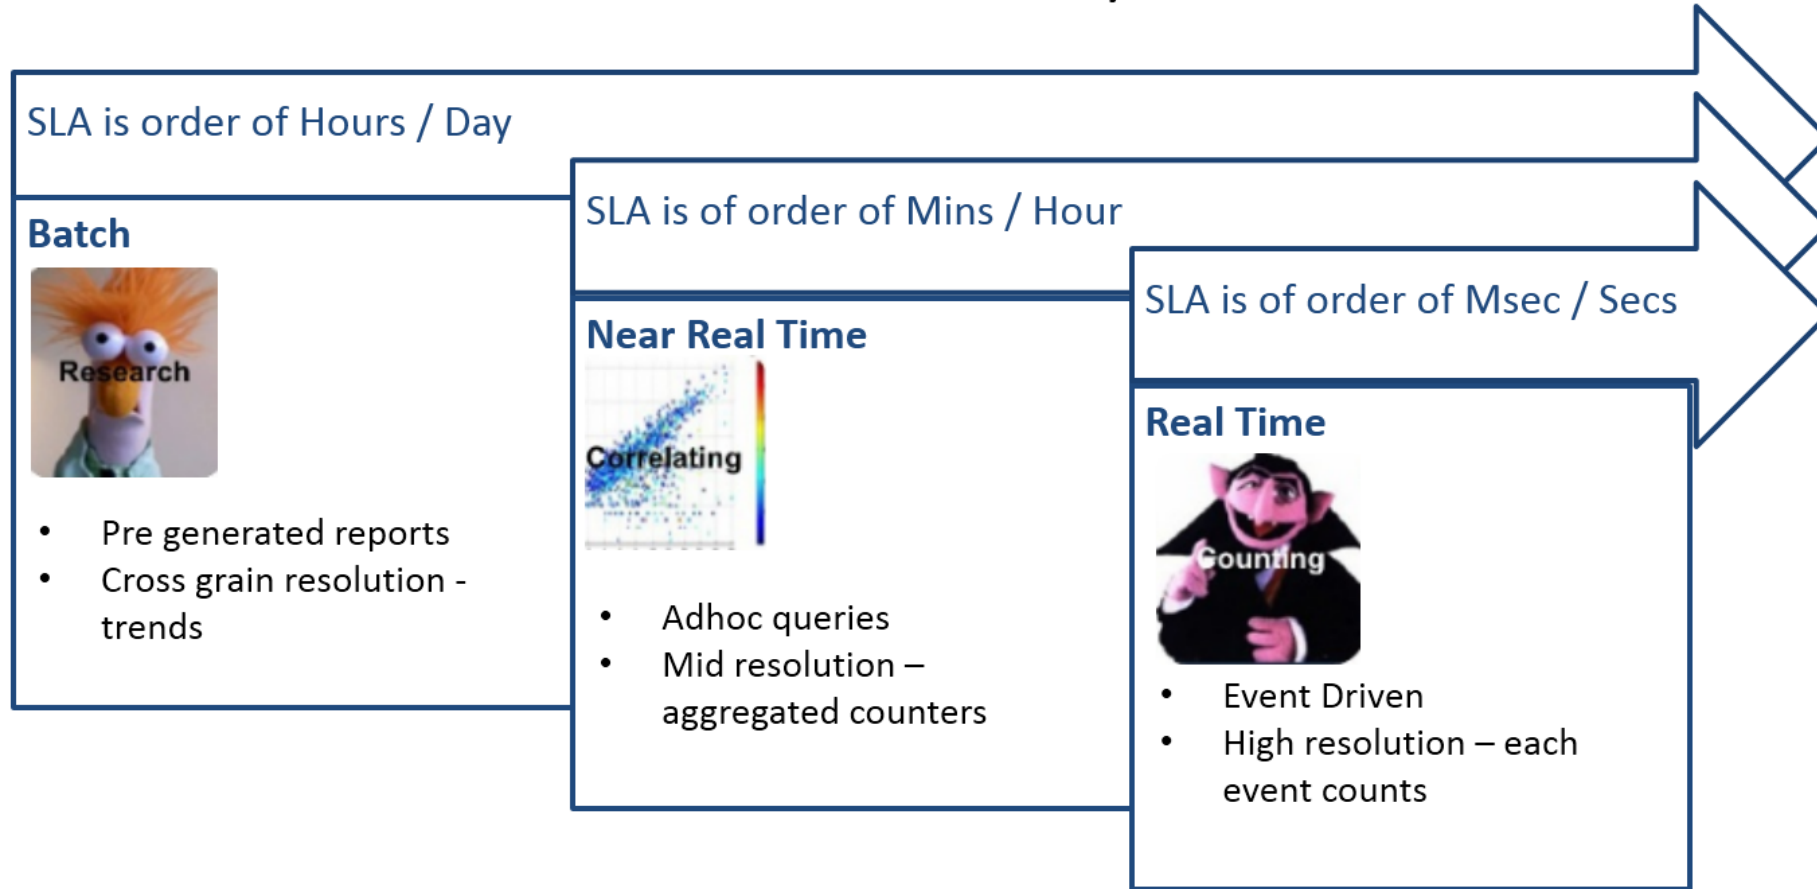 SLA is order of Hours / Day
Batch
Research
• Pre generated reports
• Cross grain resolution -
trends
SLA is of order of Mins / Hour
Near Real Time
Correlating
• Adhoc queries
• Mid resolution –
aggregated counters
SLA is of order of Msec / Secs
Real Time
Counting
• Event Driven
• High resolution – each
event counts